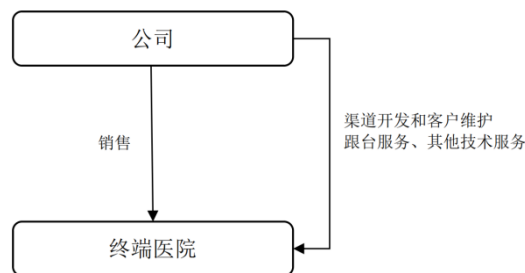 公司
渠道开发和客户维护
销售
跟台服务、其他技术服务
终端医院